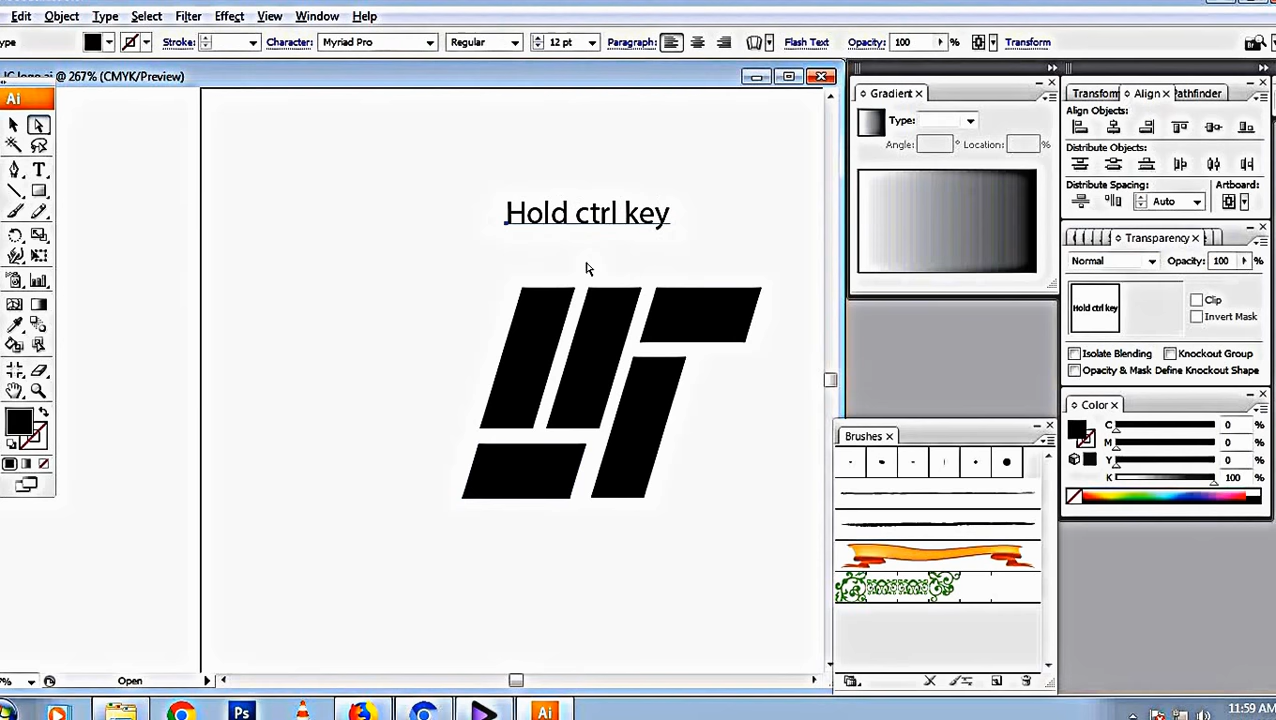 Edit Object Type Select Filter Effect View Window Help
ype Stroke: Character: Myriad Pro Regular 12 pt Paragraph: Flash Text Opacity: 100 % Transform
logo.ai @ 267% (CMYK/Preview)
Ai
Hold ctrl key
Gradient
Type:
Angle: ° Location: %
Transform Align Pathfinder
Align Objects:
Distribute Objects:
Distribute Spacing: Artboard:
Auto
Transparency
Normal Opacity: 100 %
Hold ctrl key
Clip
Invert Mask
Isolate Blending Knockout Group
Opacity & Mask Define Knockout Shape
Color
C 0 %
M 0 %
Y 0 %
K 100 %
Brushes
% Open
Ps Ai 11:59 AM